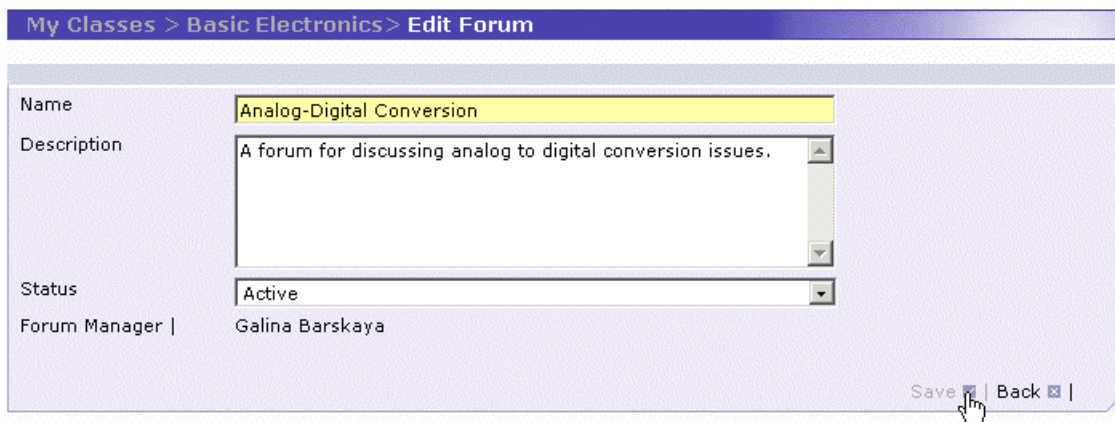 My Classes > Basic Electronics> Edit Forum
Name
Analog-Digital Conversion
Description
A forum for discussing analog to digital conversion issues.
Status
Active
Forum Manager |
Galina Barskaya
Save | Back |